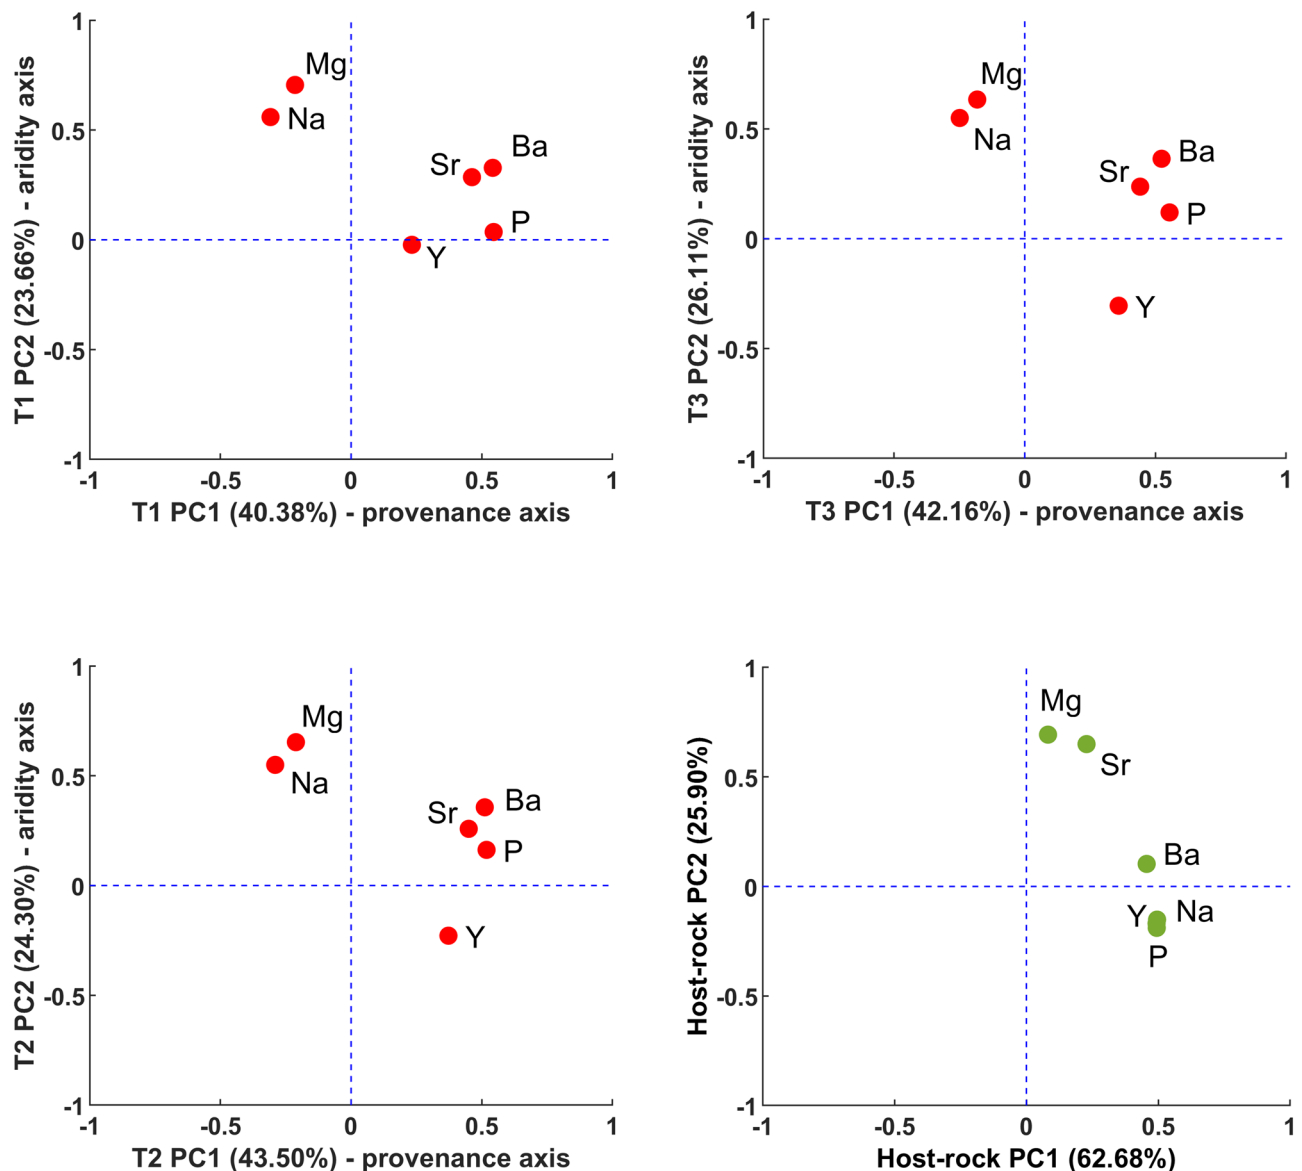 1
0.5
0
-0.5
-1
T1 PC2 (23.66%) - aridity axis
Mg
Na
Sr
Ba
P
Y
-1
-0.5
0
0.5
1
T1 PC1 (40.38%) - provenance axis
1
0.5
0
-0.5
-1
T3 PC2 (26.11%) - aridity axis
Mg
Na
Ba
Sr
P
Y
-1
-0.5
0
0.5
1
T3 PC1 (42.16%) - provenance axis
1
0.5
0
-0.5
-1
T2 PC2 (24.30%) - aridity axis
Mg
Na
Sr
Ba
P
Y
-1
-0.5
0
0.5
1
T2 PC1 (43.50%) - provenance axis
1
0.5
0
-0.5
-1
Host-rock PC2 (25.90%)
Mg
Sr
Ba
Y
Na
P
-1
-0.5
0
0.5
1
Host-rock PC1 (62.68%)